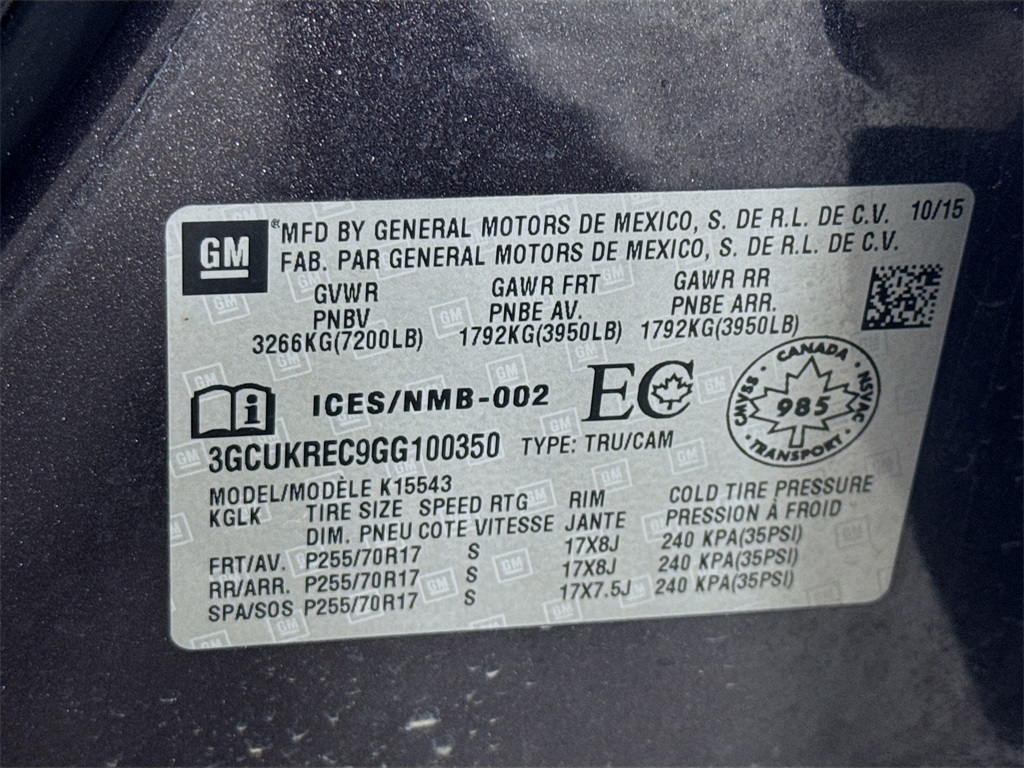 GM ® MFD BY GENERAL MOTORS DE MEXICO, S. DE R.L. DE C.V. 10/15
FAB. PAR GENERAL MOTORS DE MEXICO, S. DE R.L. DE C.V.
GVWR GAWR FRT GAWR RR
PNBV PNBE AV. PNBE ARR.
3266KG(7200LB) 1792KG(3950LB) 1792KG(3950LB)
i ICES/NMB-002 EC
CANADA
CMVSS 985 NSVAC
TRANSPORT
3GCUKREC9GG100350 TYPE: TRU/CAM
MODEL/MODÈLE K15543
KGLK TIRE SIZE SPEED RTG RIM COLD TIRE PRESSURE
DIM. PNEU COTE VITESSE JANTE PRESSION À FROID
FRT/AV. P255/70R17 S 17X8J 240 KPA(35PSI)
RR/ARR. P255/70R17 S 17X8J 240 KPA(35PSI)
SPA/SOS P255/70R17 S 17X7.5J 240 KPA(35PSI)